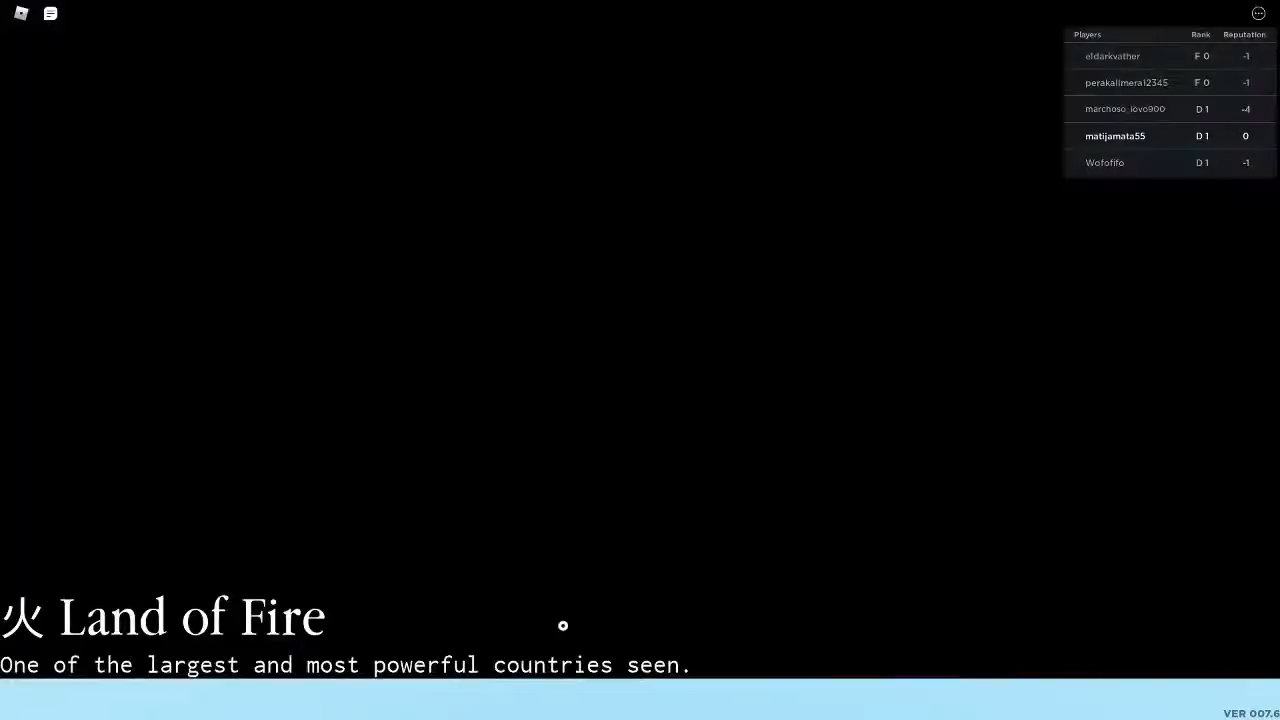 Players Rank Reputation
eldarkvather F 0 -1
perakalimera12345 F 0 -1
marchoso_lovo900 D 1 -4
matijamata55 D 1 0
Wofofifo D 1 -1
火 Land of Fire
One of the largest and most powerful countries seen.
VER 007.6